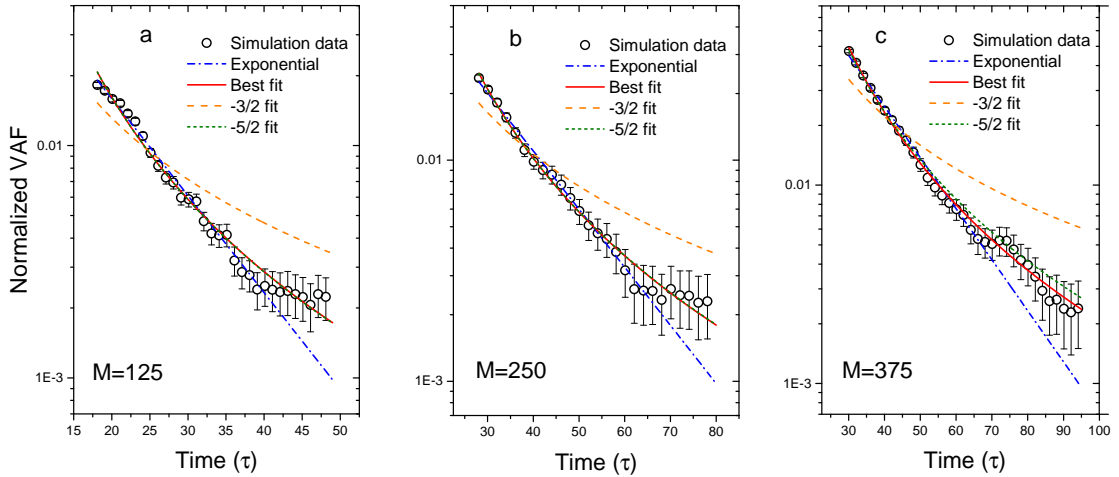 a
Simulation data
Exponential
Best fit
-3/2 fit
-5/2 fit
0.01
1E-3
Normalized VAF
M=125
15 20 25 30 35 40 45 50
Time (τ)
b
Simulation data
Exponential
Best fit
-3/2 fit
-5/2 fit
0.01
1E-3
M=250
30 40 50 60 70 80
Time (τ)
c
Simulation data
Exponential
Best fit
-3/2 fit
-5/2 fit
0.01
1E-3
M=375
30 40 50 60 70 80 90 100
Time (τ)